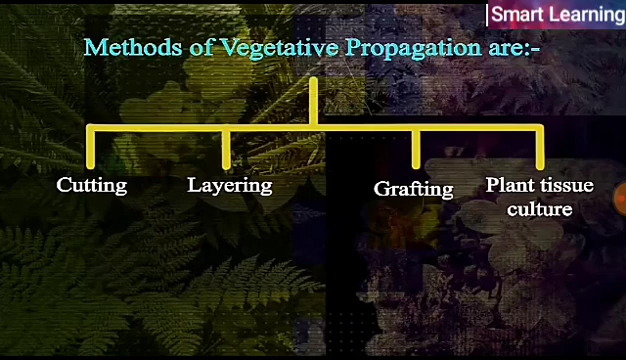 Smart Learning
Methods of Vegetative Propagation are:-
Cutting
Layering
Grafting
Plant tissue
culture